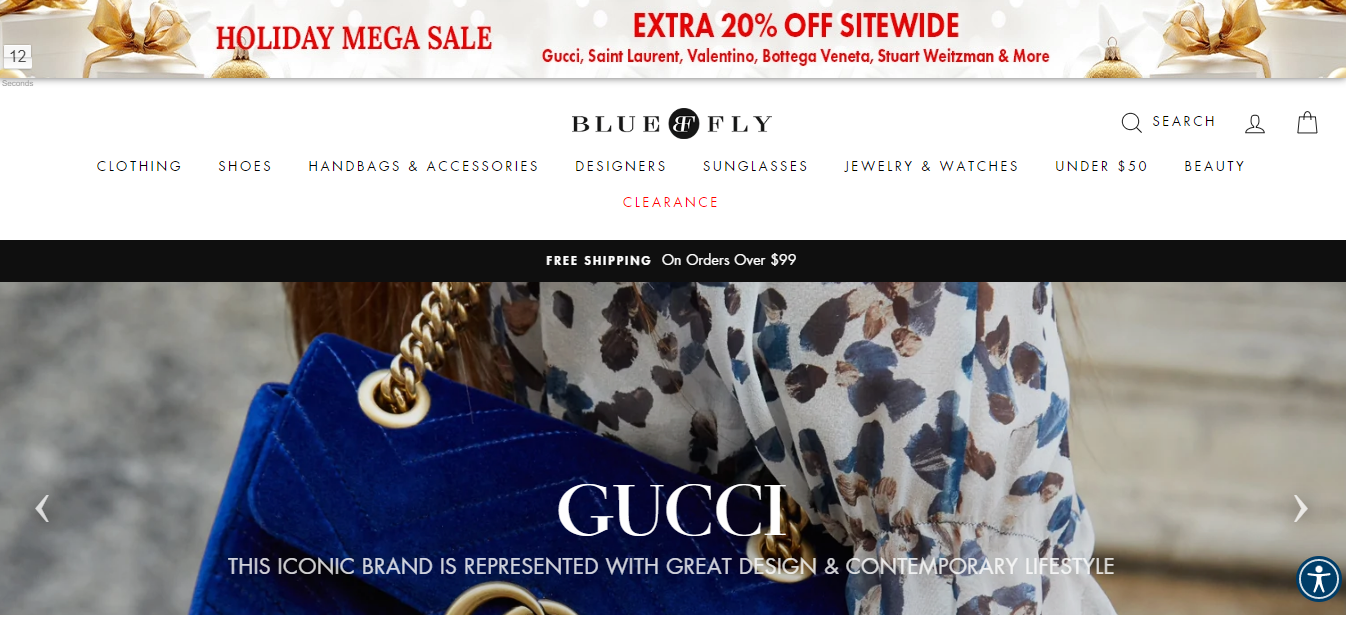 HOLIDAY MEGA SALE
EXTRA 20% OFF SITEWIDE
Gucci, Saint Laurent, Valentino, Bottega Veneta, Stuart Weitzman & More
12
Seconds
BLUE BF FLY
SEARCH
CLOTHING SHOES HANDBAGS & ACCESSORIES DESIGNERS SUNGLASSES JEWELRY & WATCHES UNDER $50 BEAUTY
CLEARANCE
FREE SHIPPING On Orders Over $99
GUCCI
THIS ICONIC BRAND IS REPRESENTED WITH GREAT DESIGN & CONTEMPORARY LIFESTYLE